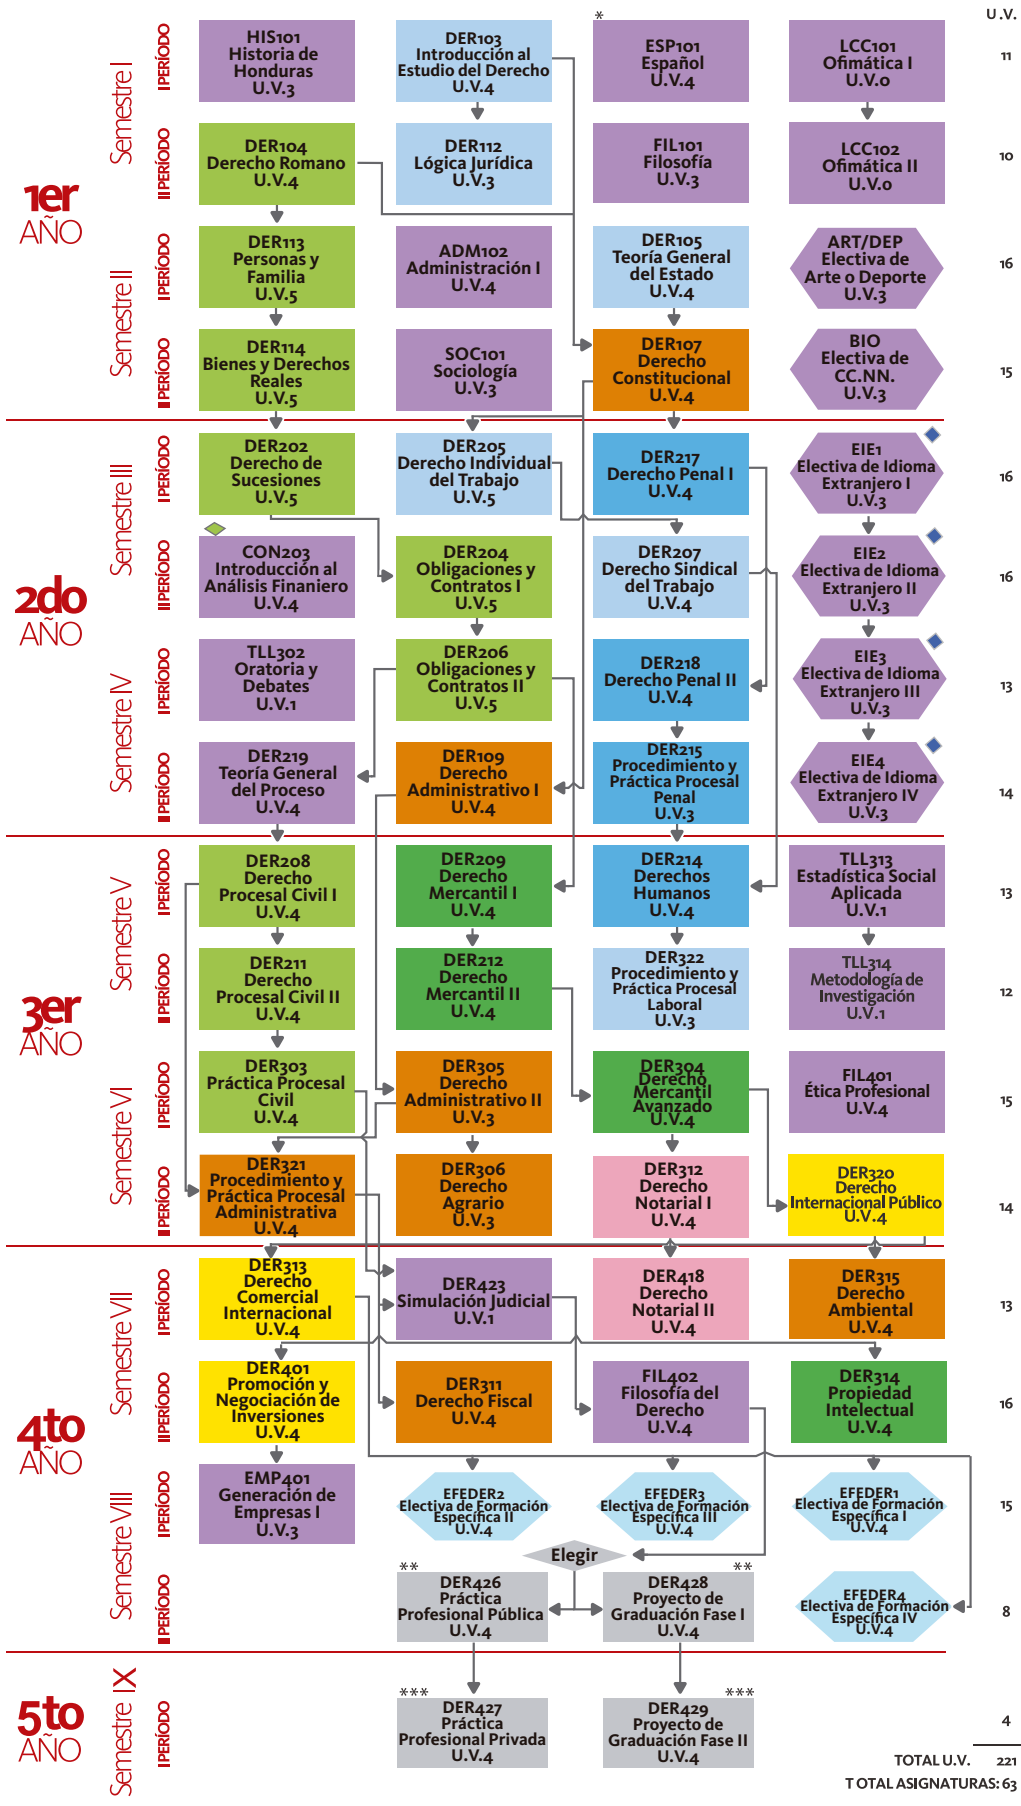 U.V.
1er
AÑO
Semestre I
I PERÍODO
HIS101
Historia de
Honduras
U.V.3
DER103
Introducción al
Estudio del Derecho
U.V.4
*
ESP101
Español
U.V.4
LCC101
Ofimática I
U.V.0
11
II PERÍODO
DER104
Derecho Romano
U.V.4
DER112
Lógica Jurídica
U.V.3
FIL101
Filosofía
U.V.3
LCC102
Ofimática II
U.V.0
10
Semestre II
I PERÍODO
DER113
Personas y
Familia
U.V.5
ADM102
Administración I
U.V.4
DER105
Teoría General
del Estado
U.V.4
ART/DEP
Electiva de
Arte o Deporte
U.V.3
16
II PERÍODO
DER114
Bienes y Derechos
Reales
U.V.5
SOC101
Sociología
U.V.3
DER107
Derecho
Constitucional
U.V.4
BIO
Electiva de
CC.NN.
U.V.3
15
2do
AÑO
Semestre III
I PERÍODO
DER202
Derecho de
Sucesiones
U.V.5
DER205
Derecho Individual
del Trabajo
U.V.5
DER217
Derecho Penal I
U.V.4
EIE1
Electiva de Idioma
Extranjero I
U.V.3
16
II PERÍODO
CON203
Introducción al
Análisis Finaniero
U.V.4
DER204
Obligaciones y
Contratos I
U.V.5
DER207
Derecho Sindical
del Trabajo
U.V.4
EIE2
Electiva de Idioma
Extranjero II
U.V.3
16
Semestre IV
I PERÍODO
TLL302
Oratoria y
Debates
U.V.1
DER206
Obligaciones y
Contratos II
U.V.5
DER218
Derecho Penal II
U.V.4
EIE3
Electiva de Idioma
Extranjero III
U.V.3
13
II PERÍODO
DER219
Teoría General
del Proceso
U.V.4
DER109
Derecho
Administrativo I
U.V.4
DER215
Procedimiento y
Práctica Procesal
Penal
U.V.3
EIE4
Electiva de Idioma
Extranjero IV
U.V.3
14
3er
AÑO
Semestre V
I PERÍODO
DER208
Derecho
Procesal Civil I
U.V.4
DER209
Derecho
Mercantil I
U.V.4
DER214
Derechos
Humanos
U.V.4
TLL313
Estadística Social
Aplicada
U.V.1
13
II PERÍODO
DER211
Derecho
Procesal Civil II
U.V.4
DER212
Derecho
Mercantil II
U.V.4
DER322
Procedimiento y
Práctica Procesal
Laboral
U.V.3
TLL314
Metodología de
Investigación
U.V.1
12
Semestre VI
I PERÍODO
DER303
Práctica Procesal
Civil
U.V.4
DER305
Derecho
Administrativo II
U.V.3
DER304
Derecho
Mercantil
Avanzado
U.V.4
FIL401
Ética Profesional
U.V.4
15
II PERÍODO
DER321
Procedimiento y
Práctica Procesal
Administrativa
U.V.4
DER306
Derecho
Agrario
U.V.3
DER312
Derecho
Notarial I
U.V.4
DER320
Derecho
Internacional Público
U.V.4
14
4to
AÑO
Semestre VII
I PERÍODO
DER313
Derecho
Comercial
Internacional
U.V.4
DER423
Simulación Judicial
U.V.1
DER418
Derecho
Notarial II
U.V.4
DER315
Derecho
Ambiental
U.V.4
13
II PERÍODO
DER401
Promoción y
Negociación de
Inversiones
U.V.4
DER311
Derecho Fiscal
U.V.4
FIL402
Filosofía del
Derecho
U.V.4
DER314
Propiedad
Intelectual
U.V.4
16
Semestre VIII
I PERÍODO
EMP401
Generación de
Empresas I
U.V.3
EFEDER2
Electiva de Formación
Específica II
U.V.4
EFEDER3
Electiva de Formación
Específica III
U.V.4
EFEDER1
Electiva de Formación
Específica I
U.V.4
15
Elegir
II PERÍODO
**
DER426
Práctica
Profesional Pública
U.V.4
**
DER428
Proyecto de
Graduación Fase I
U.V.4
EFEDER4
Electiva de Formación
Específica IV
U.V.4
8
5to
AÑO
Semestre IX
I PERÍODO
***
DER427
Práctica
Profesional Privada
U.V.4
***
DER429
Proyecto de
Graduación Fase II
U.V.4
4
TOTAL U.V. 221
TOTAL ASIGNATURAS: 63